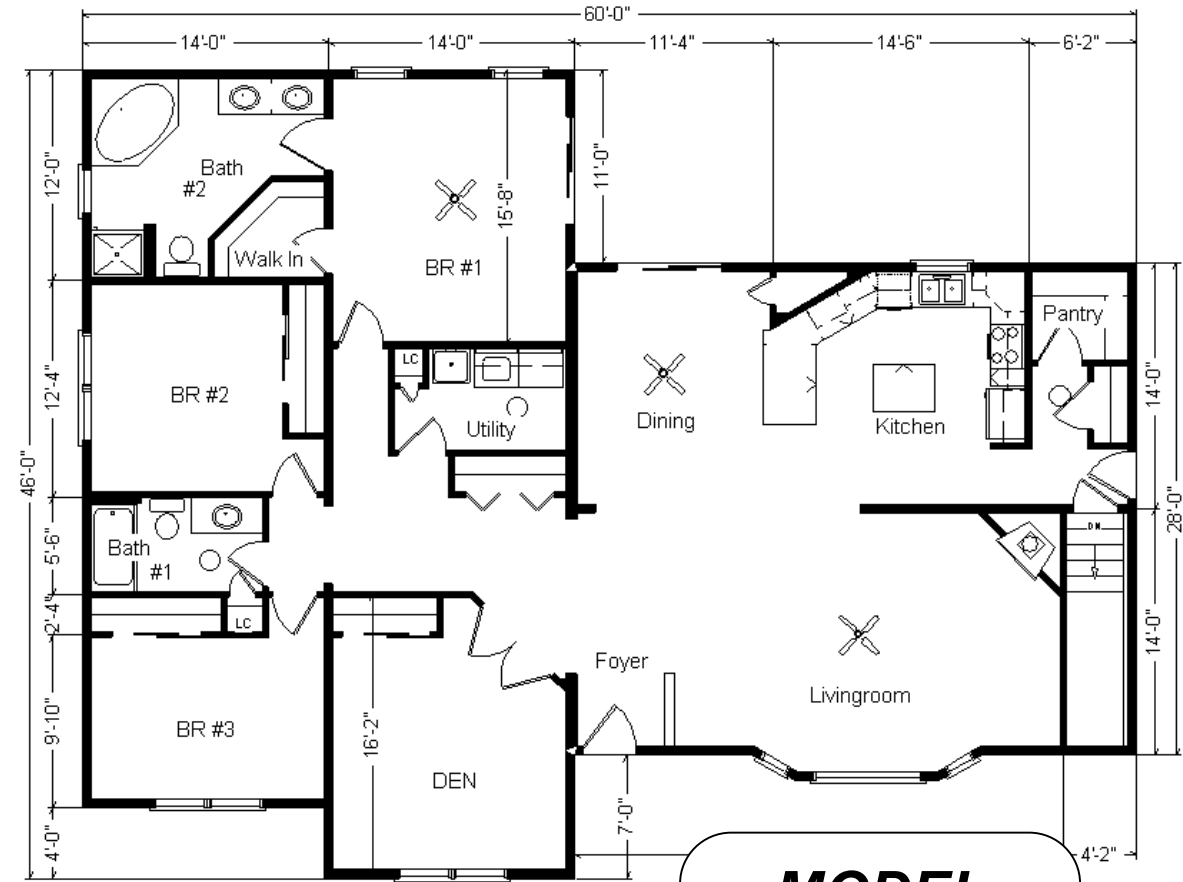 60'-0"
14'-0" 14'-0" 11'-4" 14'-6" 6'-2"
12'-0"
11'-0"
15'-8"
Bath
#2
Walk In
BR #1
Pantry
LC
12'-4"
BR #2
Dining
Kitchen
14'-0"
Utility
46'-0"
28'-0"
5'-6"
Bath
#1
DN
2'-4"
LC
14'-0"
Foyer
Livingroom
9'-10"
BR #3
16'-2"
DEN
7'-0"
4'-0"
4'-2"
MODEL